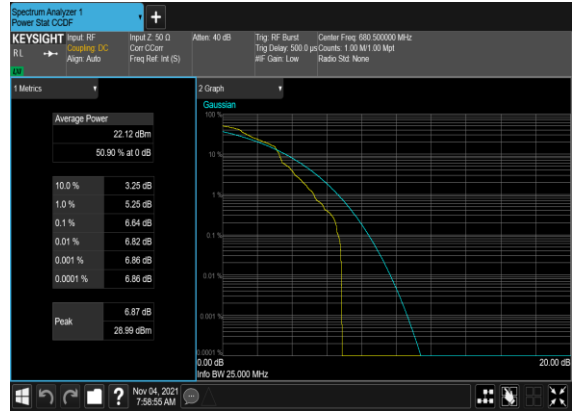 Spectrum Analyzer 1
Power Stat CCDF
KEYSIGHT
RL
Input: RF
Coupling: DC
Align: Auto
Input Z: 50 Ω
Corr CCorr
Freq Ref: Int (S)
Atten: 40 dB
Trig: RF Burst
Trig Delay: 500.0 µs
#IF Gain: Low
Center Freq: 680.500000 MHz
Counts: 1.00 M/1.00 Mpt
Radio Std: None
1 Metrics
2 Graph
Average Power
22.12 dBm
50.90 % at 0 dB
10.0 % 3.25 dB
1.0 % 5.25 dB
0.1 % 6.64 dB
0.01 % 6.82 dB
0.001 % 6.86 dB
0.0001 % 6.86 dB
Peak 6.87 dB
28.99 dBm
Gaussian
100 %
10 %
1 %
0.1 %
0.01 %
0.001 %
0.0001 %
0.00 dB 20.00 dB
Info BW 25.000 MHz
?
Nov 04, 2021
7:58:55 AM